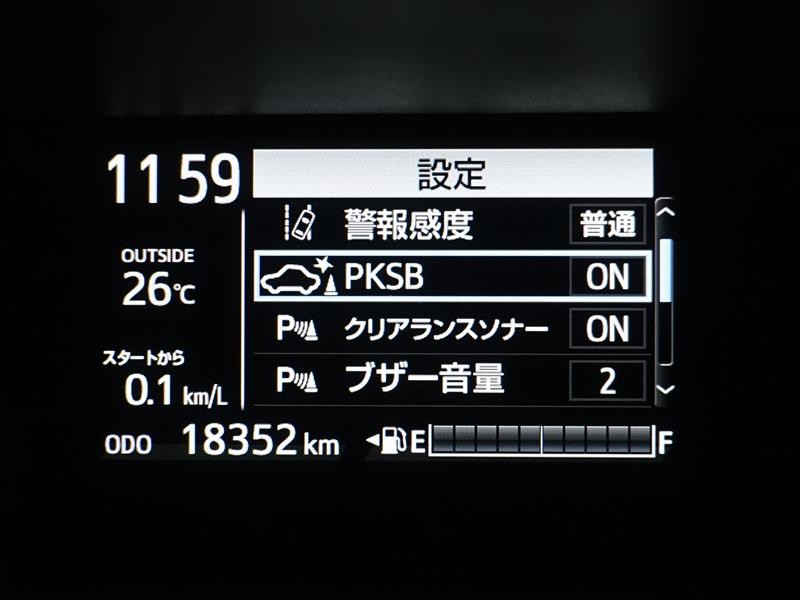 11 59
設定
警報感度 普通
OUTSIDE
26℃
PKSB ON
P クリアランスソナー ON
スタートから
0.1 km/L
P ブザー音量 2
ODO 18352 km E F